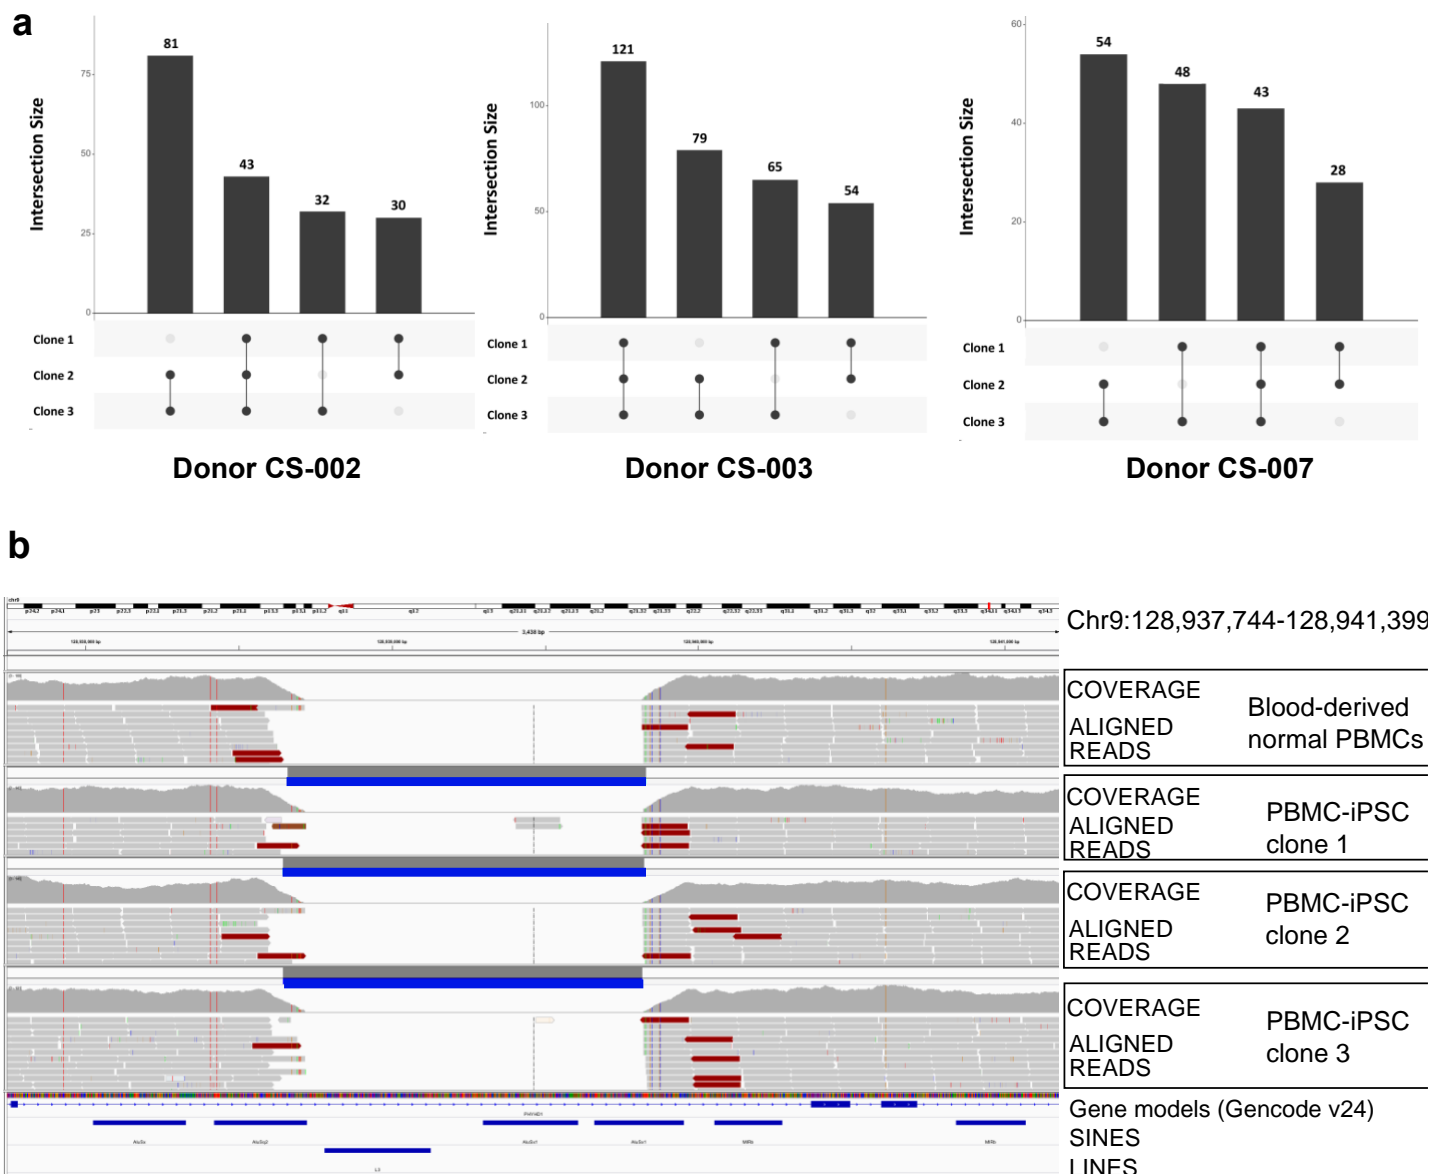 a
81
43
32
30
75
50
25
0
Intersection Size
Clone 1
Clone 2
Clone 3
Donor CS-002
121
79
65
54
100
50
0
Intersection Size
Clone 1
Clone 2
Clone 3
Donor CS-003
54
48
43
28
60
40
20
0
Intersection Size
Clone 1
Clone 2
Clone 3
Donor CS-007
b
chr9
Chr9:128,937,744-128,941,399
COVERAGE
ALIGNED
READS
Blood-derived
normal PBMCs
COVERAGE
ALIGNED
READS
PBMC-iPSC
clone 1
COVERAGE
ALIGNED
READS
PBMC-iPSC
clone 2
COVERAGE
ALIGNED
READS
PBMC-iPSC
clone 3
Gene models (Gencode v24)
SINES
LINES